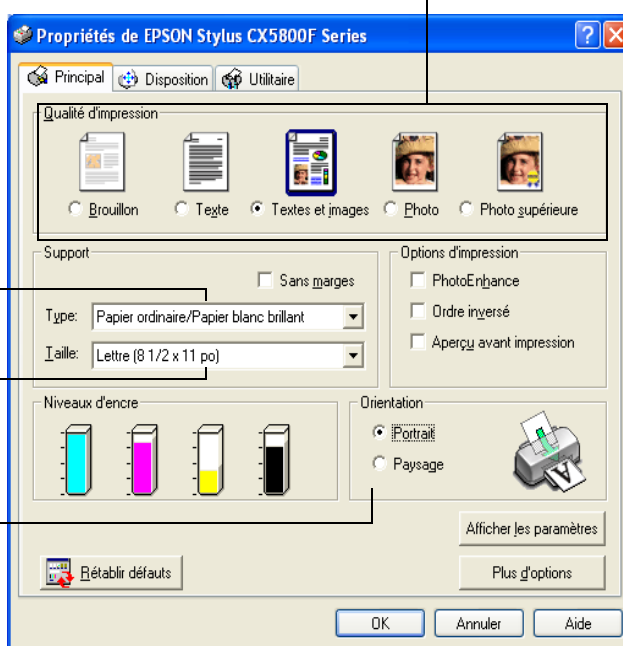 Propriétés de EPSON Stylus CX5800F Series
Principal Disposition Utilitaire
Qualité d'impression
Brouillon Texte Textes et images Photo Photo supérieure
Support
Sans marges
Type: Papier ordinaire/Papier blanc brillant
Taille: Lettre (8 1/2 x 11 po)
Options d'impression
PhotoEnhance
Ordre inversé
Aperçu avant impression
Niveaux d'encre
Orientation
Portrait
Paysage
A
Afficher les paramètres
Rétablir défauts
Plus d'options
OK Annuler Aide